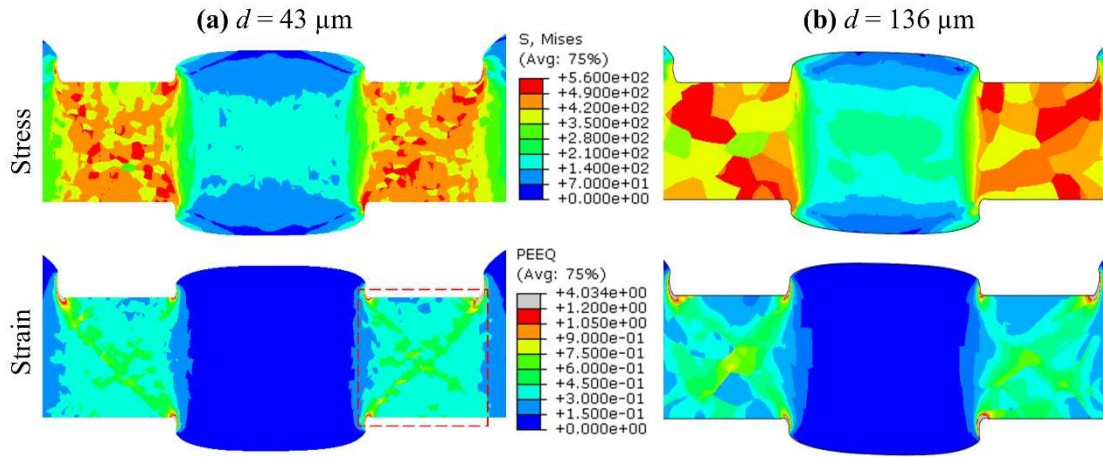 (a) d = 43 µm
(b) d = 136 µm
Stress
S, Mises
(Avg: 75%)
+5.600e+02
+4.900e+02
+4.200e+02
+3.500e+02
+2.800e+02
+2.100e+02
+1.400e+02
+7.000e+01
+0.000e+00
Strain
PEEQ
(Avg: 75%)
+4.034e+00
+1.200e+00
+1.050e+00
+9.000e-01
+7.500e-01
+6.000e-01
+4.500e-01
+3.000e-01
+1.500e-01
+0.000e+00